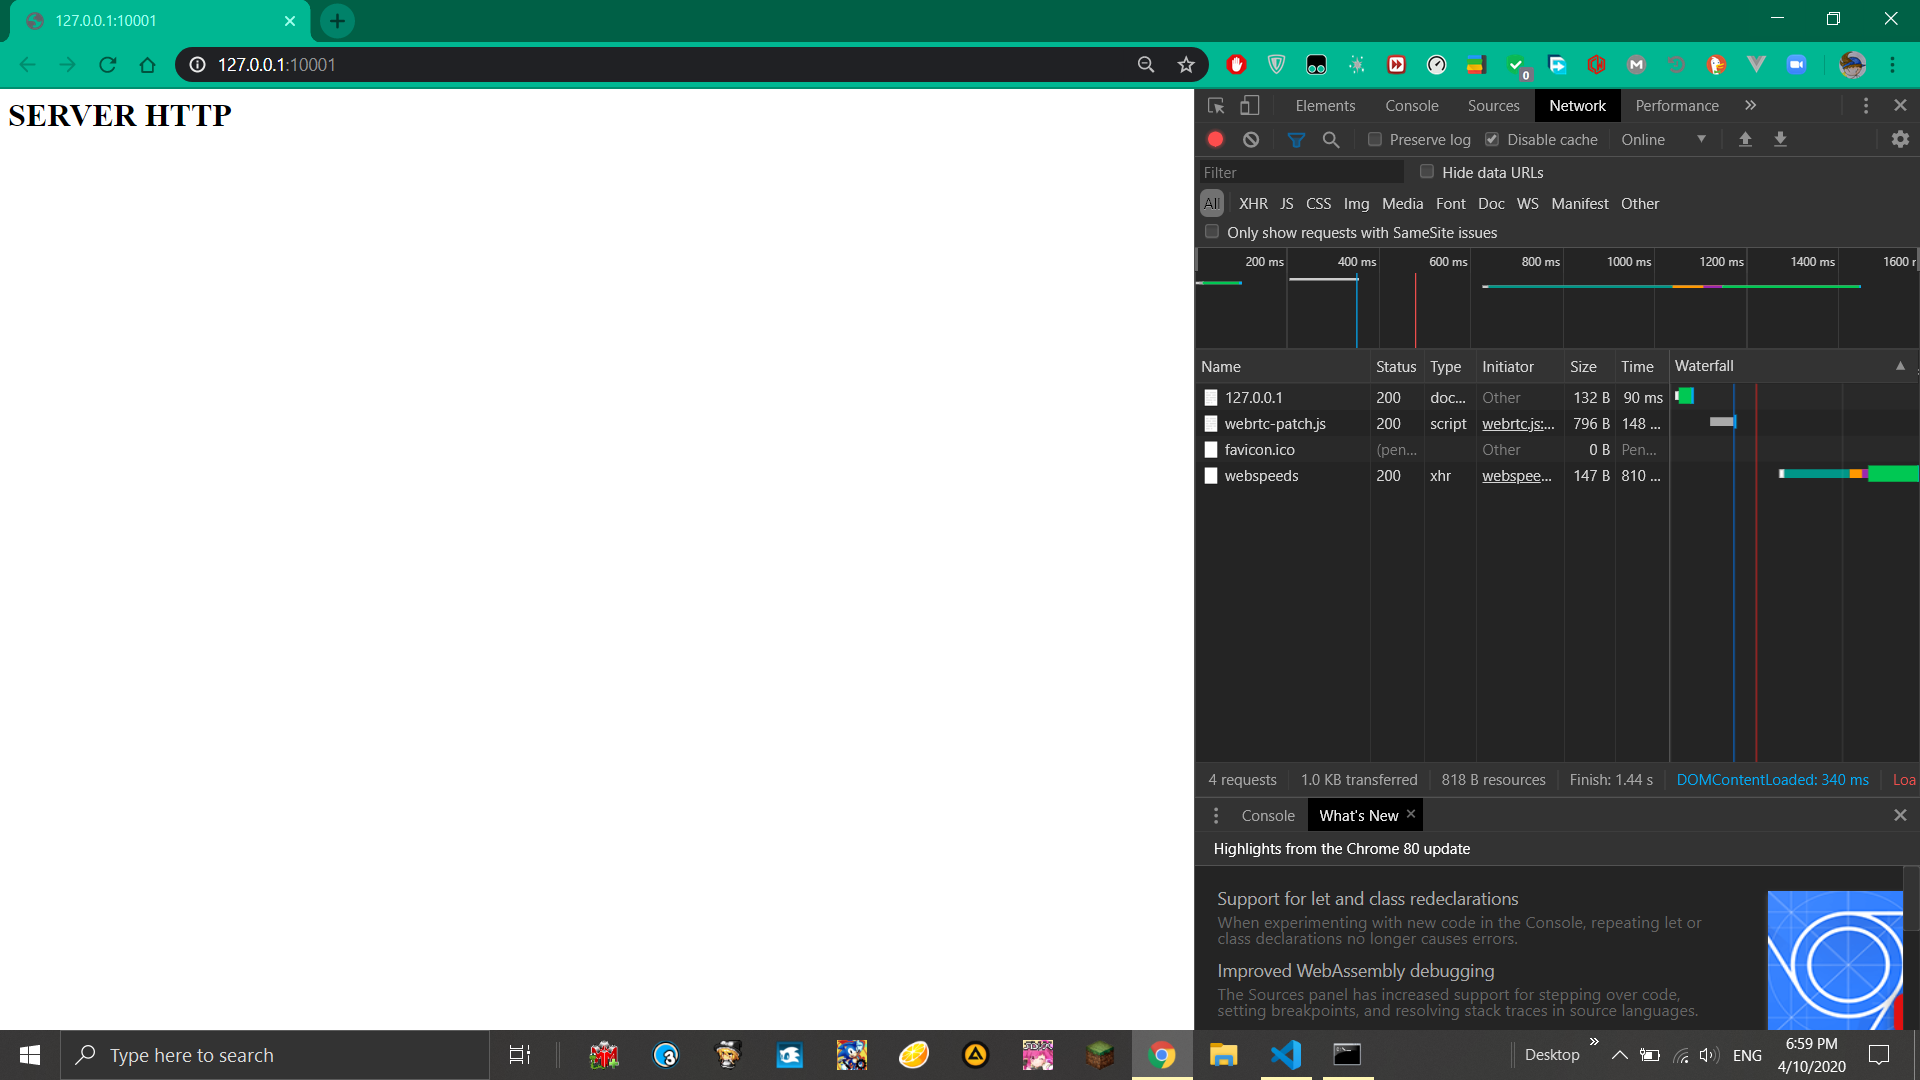 127.0.0.1:10001
127.0.0.1:10001
0
SERVER HTTP
Elements Console Sources Network Performance
Preserve log Disable cache Online
Filter Hide data URLs
All XHR JS CSS Img Media Font Doc WS Manifest Other
Only show requests with SameSite issues
200 ms 400 ms 600 ms 800 ms 1000 ms 1200 ms 1400 ms 1600 r
Name Status Type Initiator Size Time Waterfall
127.0.0.1 200 doc... Other 132 B 90 ms
webrtc-patch.js 200 script webrtc.js:... 796 B 148 ...
favicon.ico (pen... Other 0 B Pen...
webspeeds 200 xhr webspee... 147 B 810 ...
4 requests 1.0 KB transferred 818 B resources Finish: 1.44 s DOMContentLoaded: 340 ms Loa
Console What's New
Highlights from the Chrome 80 update
Support for let and class redeclarations
When experimenting with new code in the Console, repeating let or
class declarations no longer causes errors.
Improved WebAssembly debugging
The Sources panel has increased support for stepping over code,
setting breakpoints, and resolving stack traces in source languages.
Type here to search
Desktop ENG
6:59 PM
4/10/2020